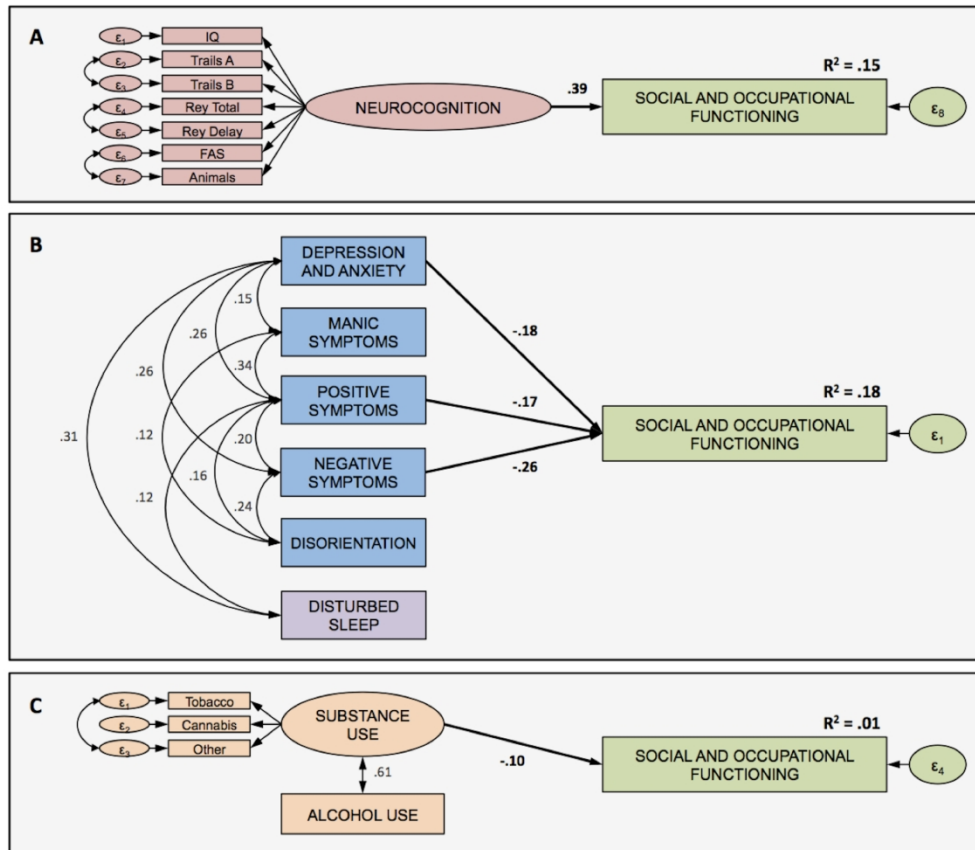 A
ε1
IQ
ε2
Trails A
ε3
Trails B
ε4
Rey Total
ε5
Rey Delay
ε6
FAS
ε7
Animals
NEUROCOGNITION
.39
R² = .15
SOCIAL AND OCCUPATIONAL
FUNCTIONING
ε8
B
DEPRESSION
AND ANXIETY
.15
MANIC
SYMPTOMS
.26
.34
.26
POSITIVE
SYMPTOMS
.31
.12
.20
NEGATIVE
SYMPTOMS
.16
.12
.24
DISORIENTATION
DISTURBED
SLEEP
-.18
-.17
-.26
R² = .18
SOCIAL AND OCCUPATIONAL
FUNCTIONING
ε1
C
ε1
Tobacco
ε2
Cannabis
ε3
Other
SUBSTANCE
USE
.61
ALCOHOL USE
-.10
R² = .01
SOCIAL AND OCCUPATIONAL
FUNCTIONING
ε4